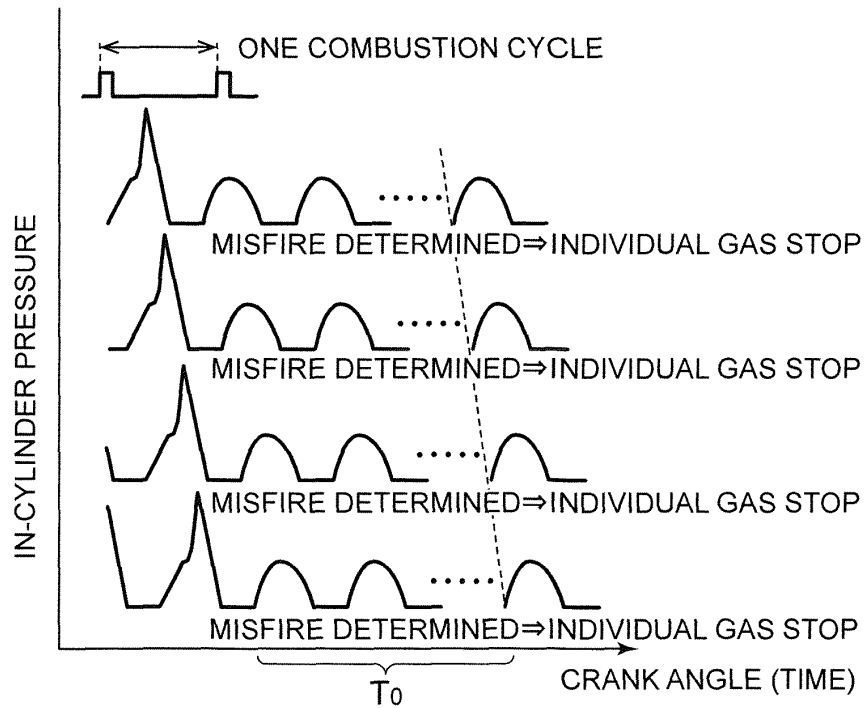 ONE COMBUSTION CYCLE
MISFIRE DETERMINED⇒INDIVIDUAL GAS STOP
MISFIRE DETERMINED⇒INDIVIDUAL GAS STOP
MISFIRE DETERMINED⇒INDIVIDUAL GAS STOP
MISFIRE DETERMINED⇒INDIVIDUAL GAS STOP
IN-CYLINDER PRESSURE
T0
CRANK ANGLE (TIME)